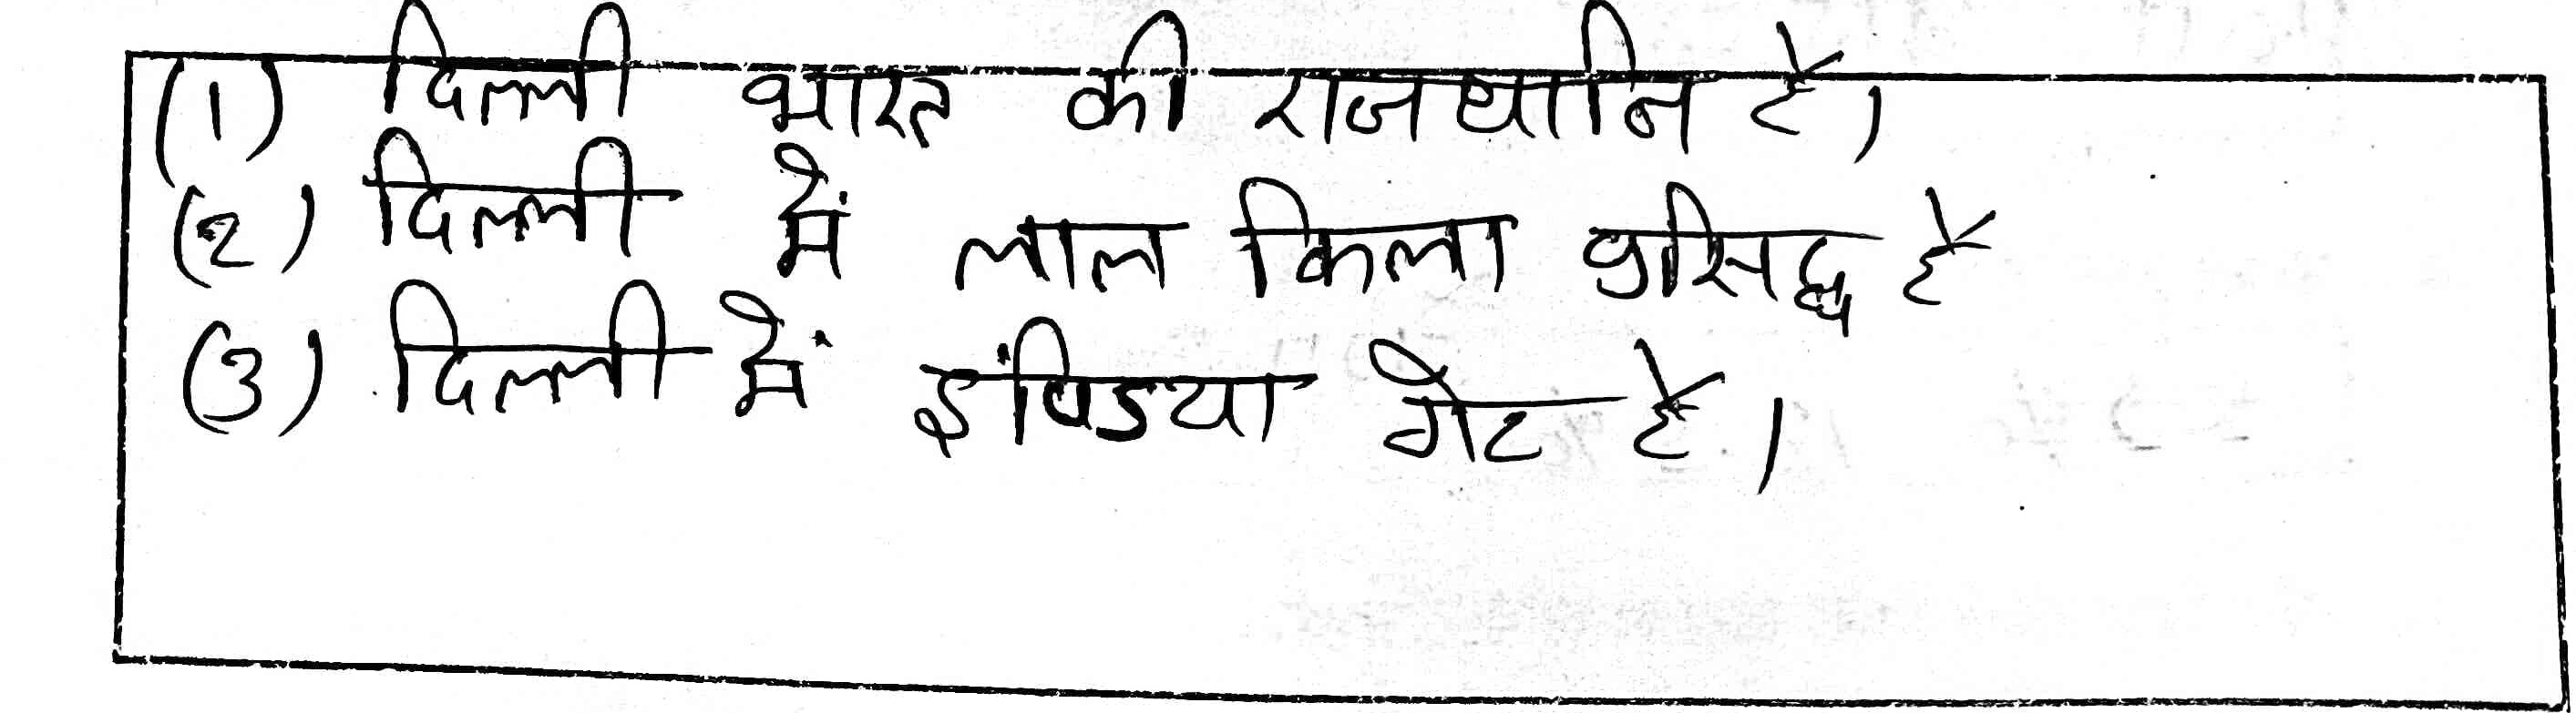 (1) दिल्ली भारत की राजधानि है।
(2) दिल्ली में लाल किला प्रसिद्ध है
(3) दिल्ली में इंण्डिया गेट है।